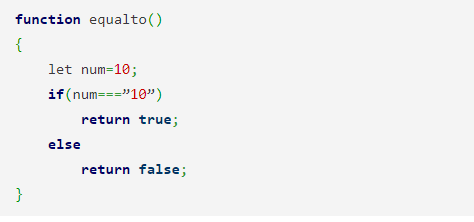 function equalto()
{
    let num=10;
    if(num===”10”)
        return true;
    else
        return false;
}